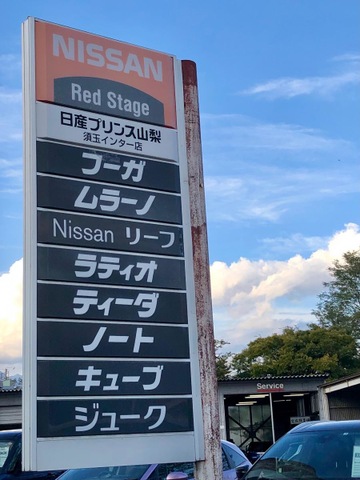 NISSAN
Red Stage
日産プリンス山梨
須玉インター店
フーガ
ムラーノ
Nissan リーフ
ラティオ
ティーダ
ノート
キューブ
ジューク
Service